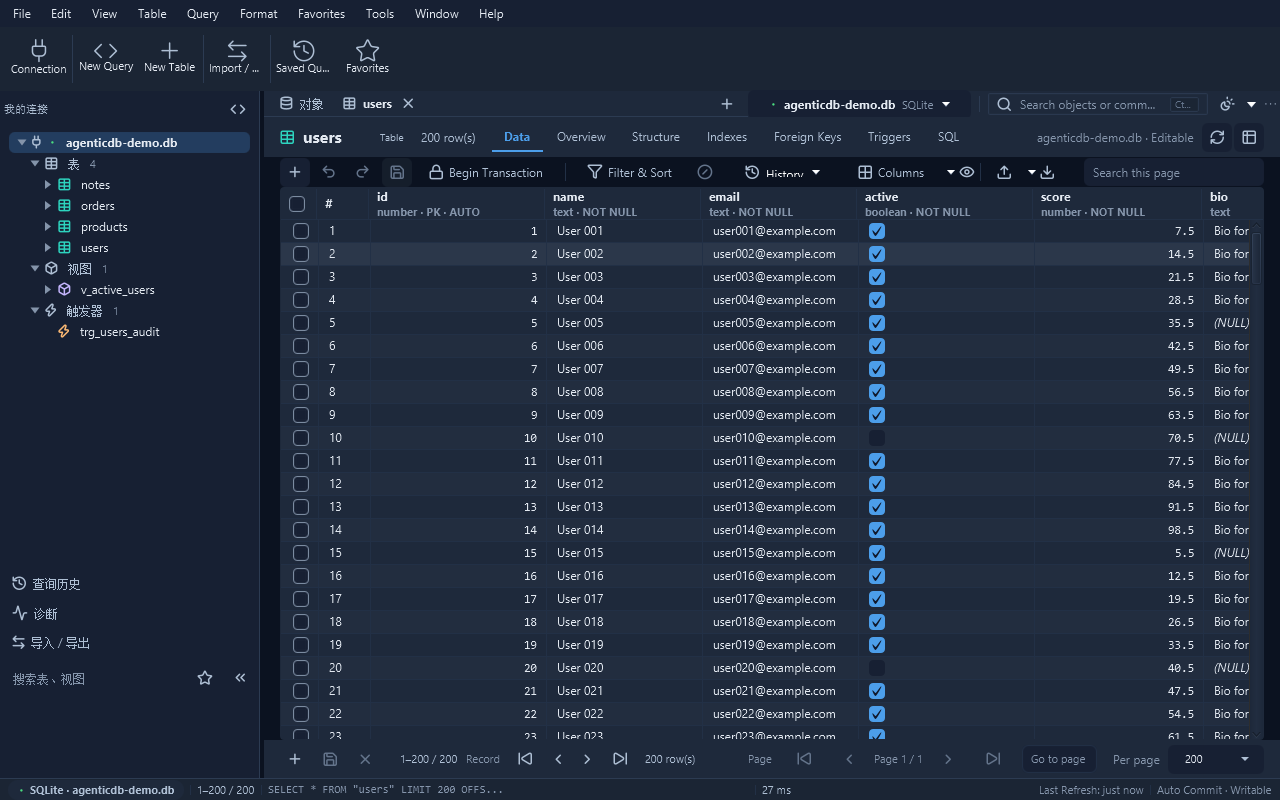 File Edit View Table Query Format Favorites Tools Window Help
Connection New Query New Table Import / ... Saved Qu... Favorites
我的连接
agenticdb-demo.db
表 4
notes
orders
products
users
视图 1
v_active_users
触发器 1
trg_users_audit
查询历史
诊断
导入 / 导出
搜索表、视图
对象 users agenticdb-demo.db SQLite Search objects or comm... Ct...
users Table 200 row(s) Data Overview Structure Indexes Foreign Keys Triggers SQL agenticdb-demo.db · Editable
Begin Transaction Filter & Sort History Columns Search this page
# id name email active score bio
number · PK · AUTO text · NOT NULL text · NOT NULL boolean · NOT NULL number · NOT NULL text
1 1 User 001 user001@example.com 7.5 Bio for
2 2 User 002 user002@example.com 14.5 Bio for
3 3 User 003 user003@example.com 21.5 Bio for
4 4 User 004 user004@example.com 28.5 Bio for
5 5 User 005 user005@example.com 35.5 (NULL)
6 6 User 006 user006@example.com 42.5 Bio for
7 7 User 007 user007@example.com 49.5 Bio for
8 8 User 008 user008@example.com 56.5 Bio for
9 9 User 009 user009@example.com 63.5 Bio for
10 10 User 010 user010@example.com 70.5 (NULL)
11 11 User 011 user011@example.com 77.5 Bio for
12 12 User 012 user012@example.com 84.5 Bio for
13 13 User 013 user013@example.com 91.5 Bio for
14 14 User 014 user014@example.com 98.5 Bio for
15 15 User 015 user015@example.com 5.5 (NULL)
16 16 User 016 user016@example.com 12.5 Bio for
17 17 User 017 user017@example.com 19.5 Bio for
18 18 User 018 user018@example.com 26.5 Bio for
19 19 User 019 user019@example.com 33.5 Bio for
20 20 User 020 user020@example.com 40.5 (NULL)
21 21 User 021 user021@example.com 47.5 Bio for
22 22 User 022 user022@example.com 54.5 Bio for
23 23 User 023 user023@example.com 61.5 Bio for
1–200 / 200 Record 200 row(s) Page Page 1 / 1 Go to page Per page 200
SQLite · agenticdb-demo.db 1–200 / 200 SELECT * FROM "users" LIMIT 200 OFFS... 27 ms Last Refresh: just now Auto Commit · Writable